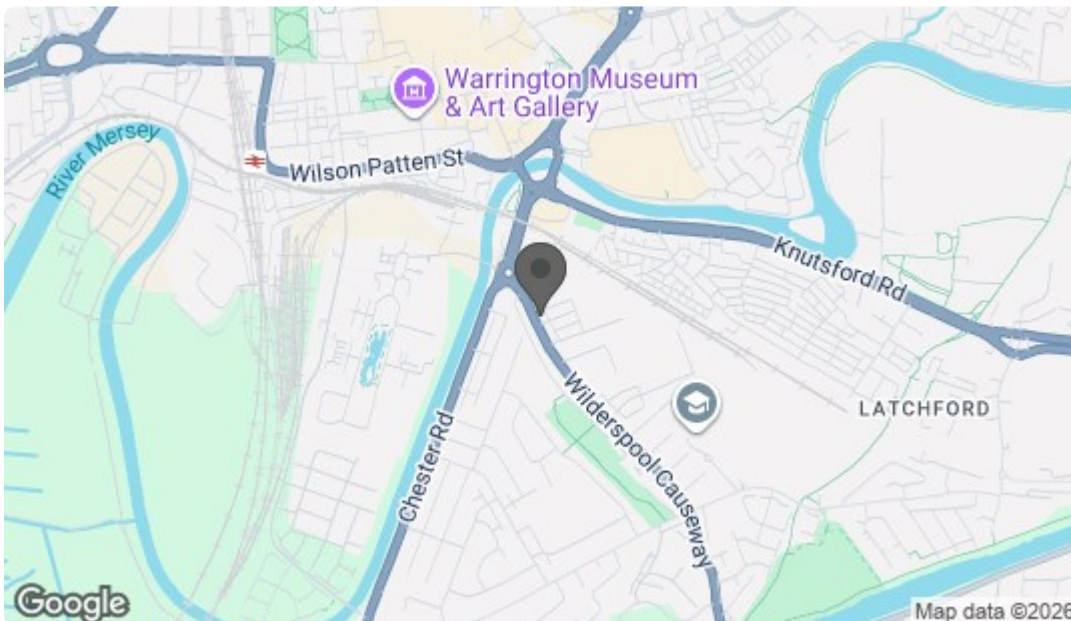 Warrington Museum
& Art Gallery
River Mersey
Wilson Patten St
Knutsford Rd
LATCHFORD
Wilderspool Causeway
Chester Rd
Google
Map data ©2026